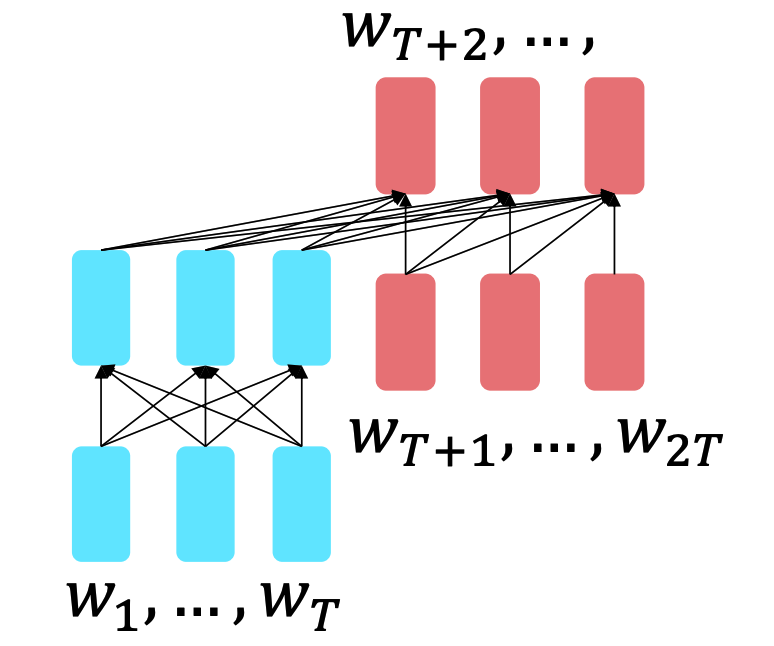 w_{T+2}, ... ,
w_{T+1}, ... , w_{2T}
w_1, ... , w_T